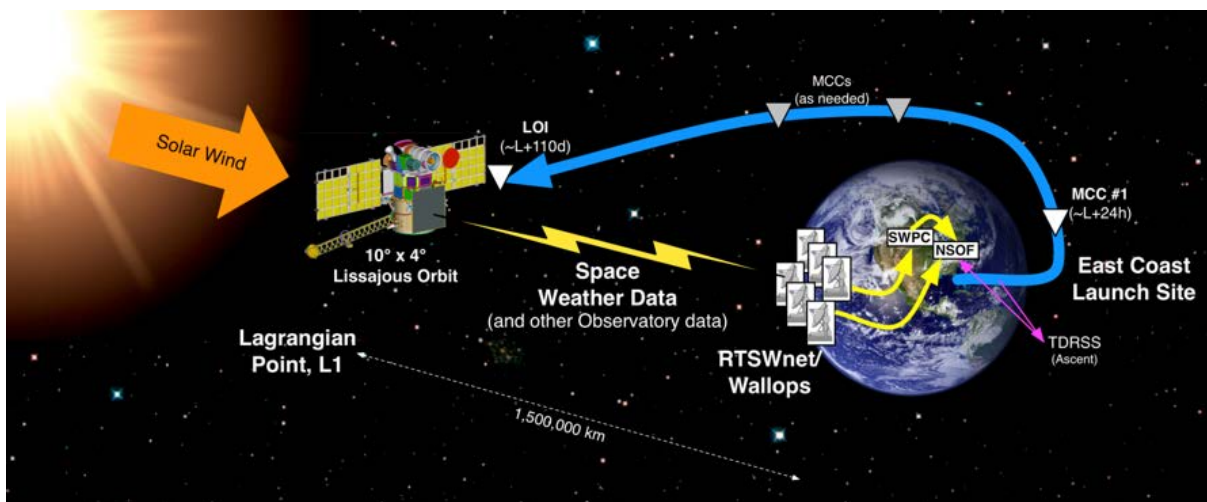 Solar Wind
LOI
(~L+110d)
MCCs
(as needed)
MCC #1
(~L+24h)
10° x 4°
Lissajous Orbit
Space
Weather Data
(and other Observatory data)
Lagrangian
Point, L1
1,500,000 km
SWPC
NSOF
East Coast
Launch Site
RTSWnet/
Wallops
TDRSS
(Ascent)